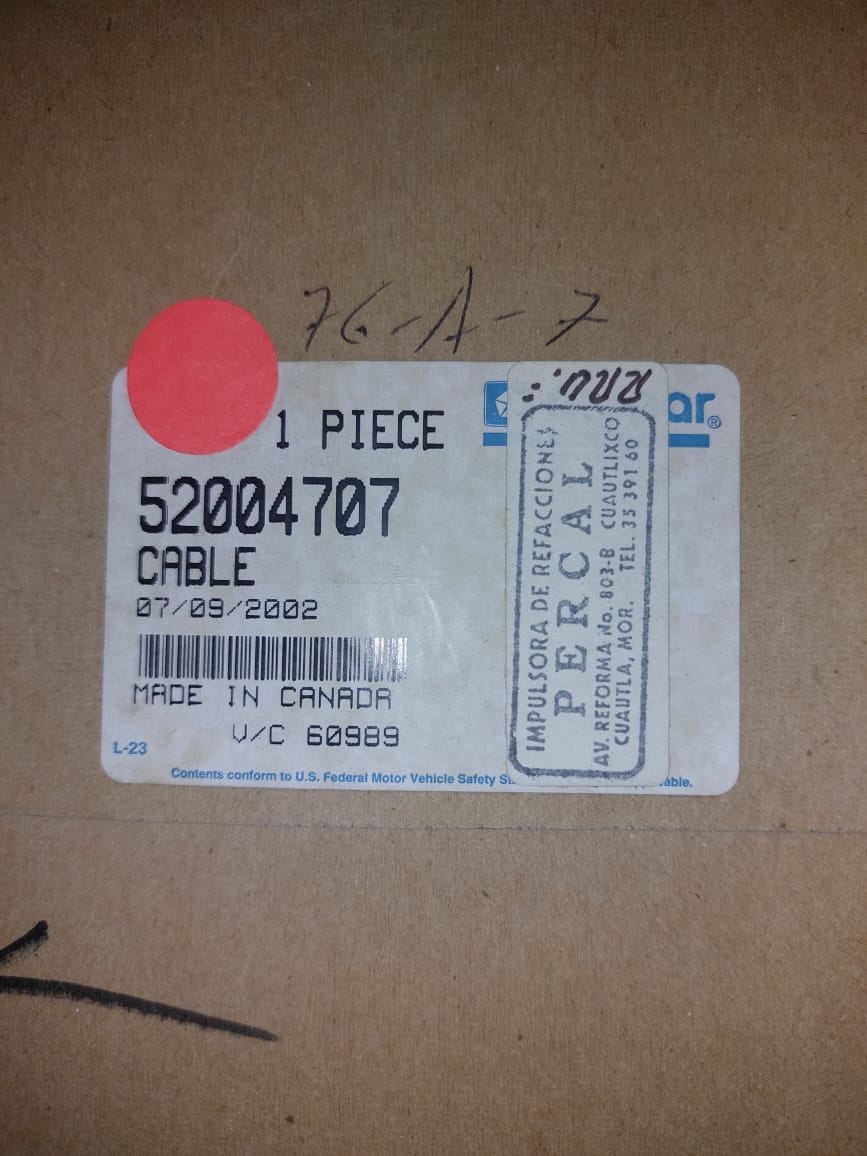 76-A-7
1 PIECE
ar®
52004707
CABLE
07/09/2002
MADE IN CANADA
V/C 60989
L-23
Contents conform to U.S. Federal Motor Vehicle Safety
IMPULSORA DE REFACCIONES
PERCAL
AV. REFORMA No. 803-B CUAUTLIXCO
CUAUTLA, MOR. TEL. 35 391 60